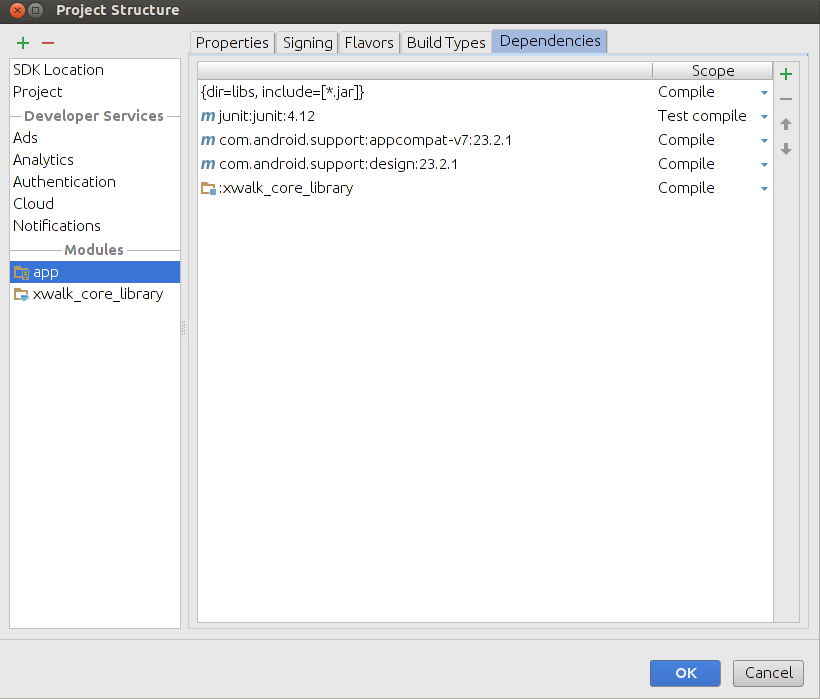 Project Structure
SDK Location
Project
Developer Services
Ads
Analytics
Authentication
Cloud
Notifications
Modules
app
xwalk_core_library
Properties Signing Flavors Build Types Dependencies
Scope
{dir=libs, include=[*.jar]} Compile
m junit:junit:4.12 Test compile
m com.android.support:appcompat-v7:23.2.1 Compile
m com.android.support:design:23.2.1 Compile
:xwalk_core_library Compile
OK Cancel